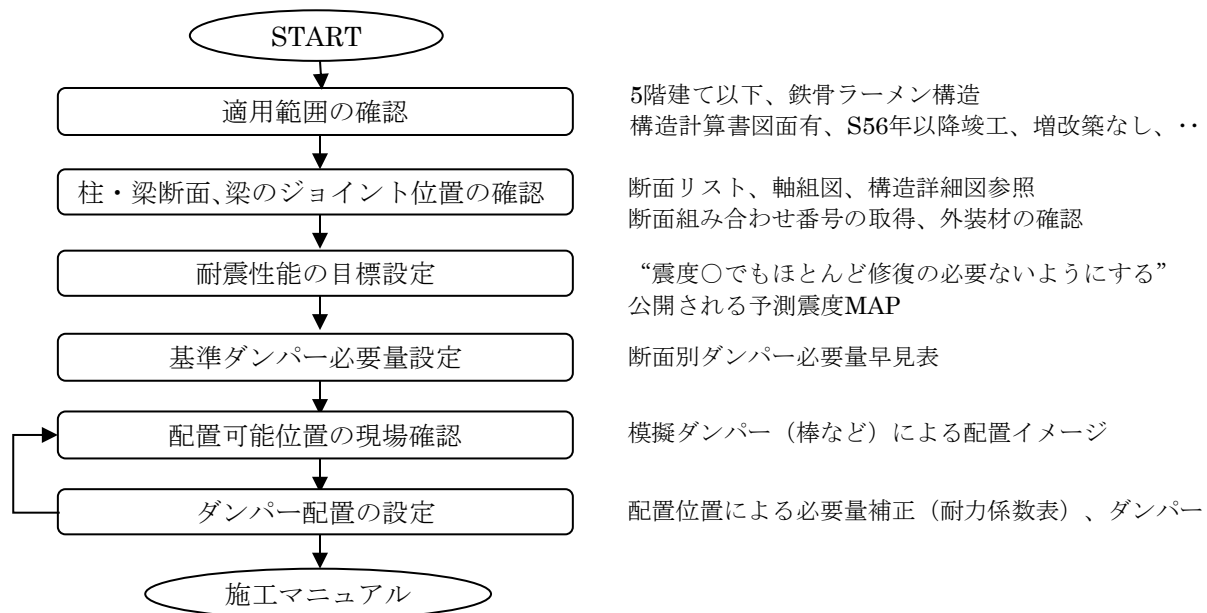 START
適用範囲の確認
5階建て以下、鉄骨ラーメン構造
構造計算書図面有、S56年以降竣工、増改築なし、‥
柱・梁断面、梁のジョイント位置の確認
断面リスト、軸組図、構造詳細図参照
断面組み合わせ番号の取得、外装材の確認
耐震性能の目標設定
“震度○でもほとんど修復の必要ないようにする”
公開される予測震度MAP
基準ダンパー必要量設定
断面別ダンパー必要量早見表
配置可能位置の現場確認
模擬ダンパー（棒など）による配置イメージ
ダンパー配置の設定
配置位置による必要量補正（耐力係数表）、ダンパー
施工マニュアル